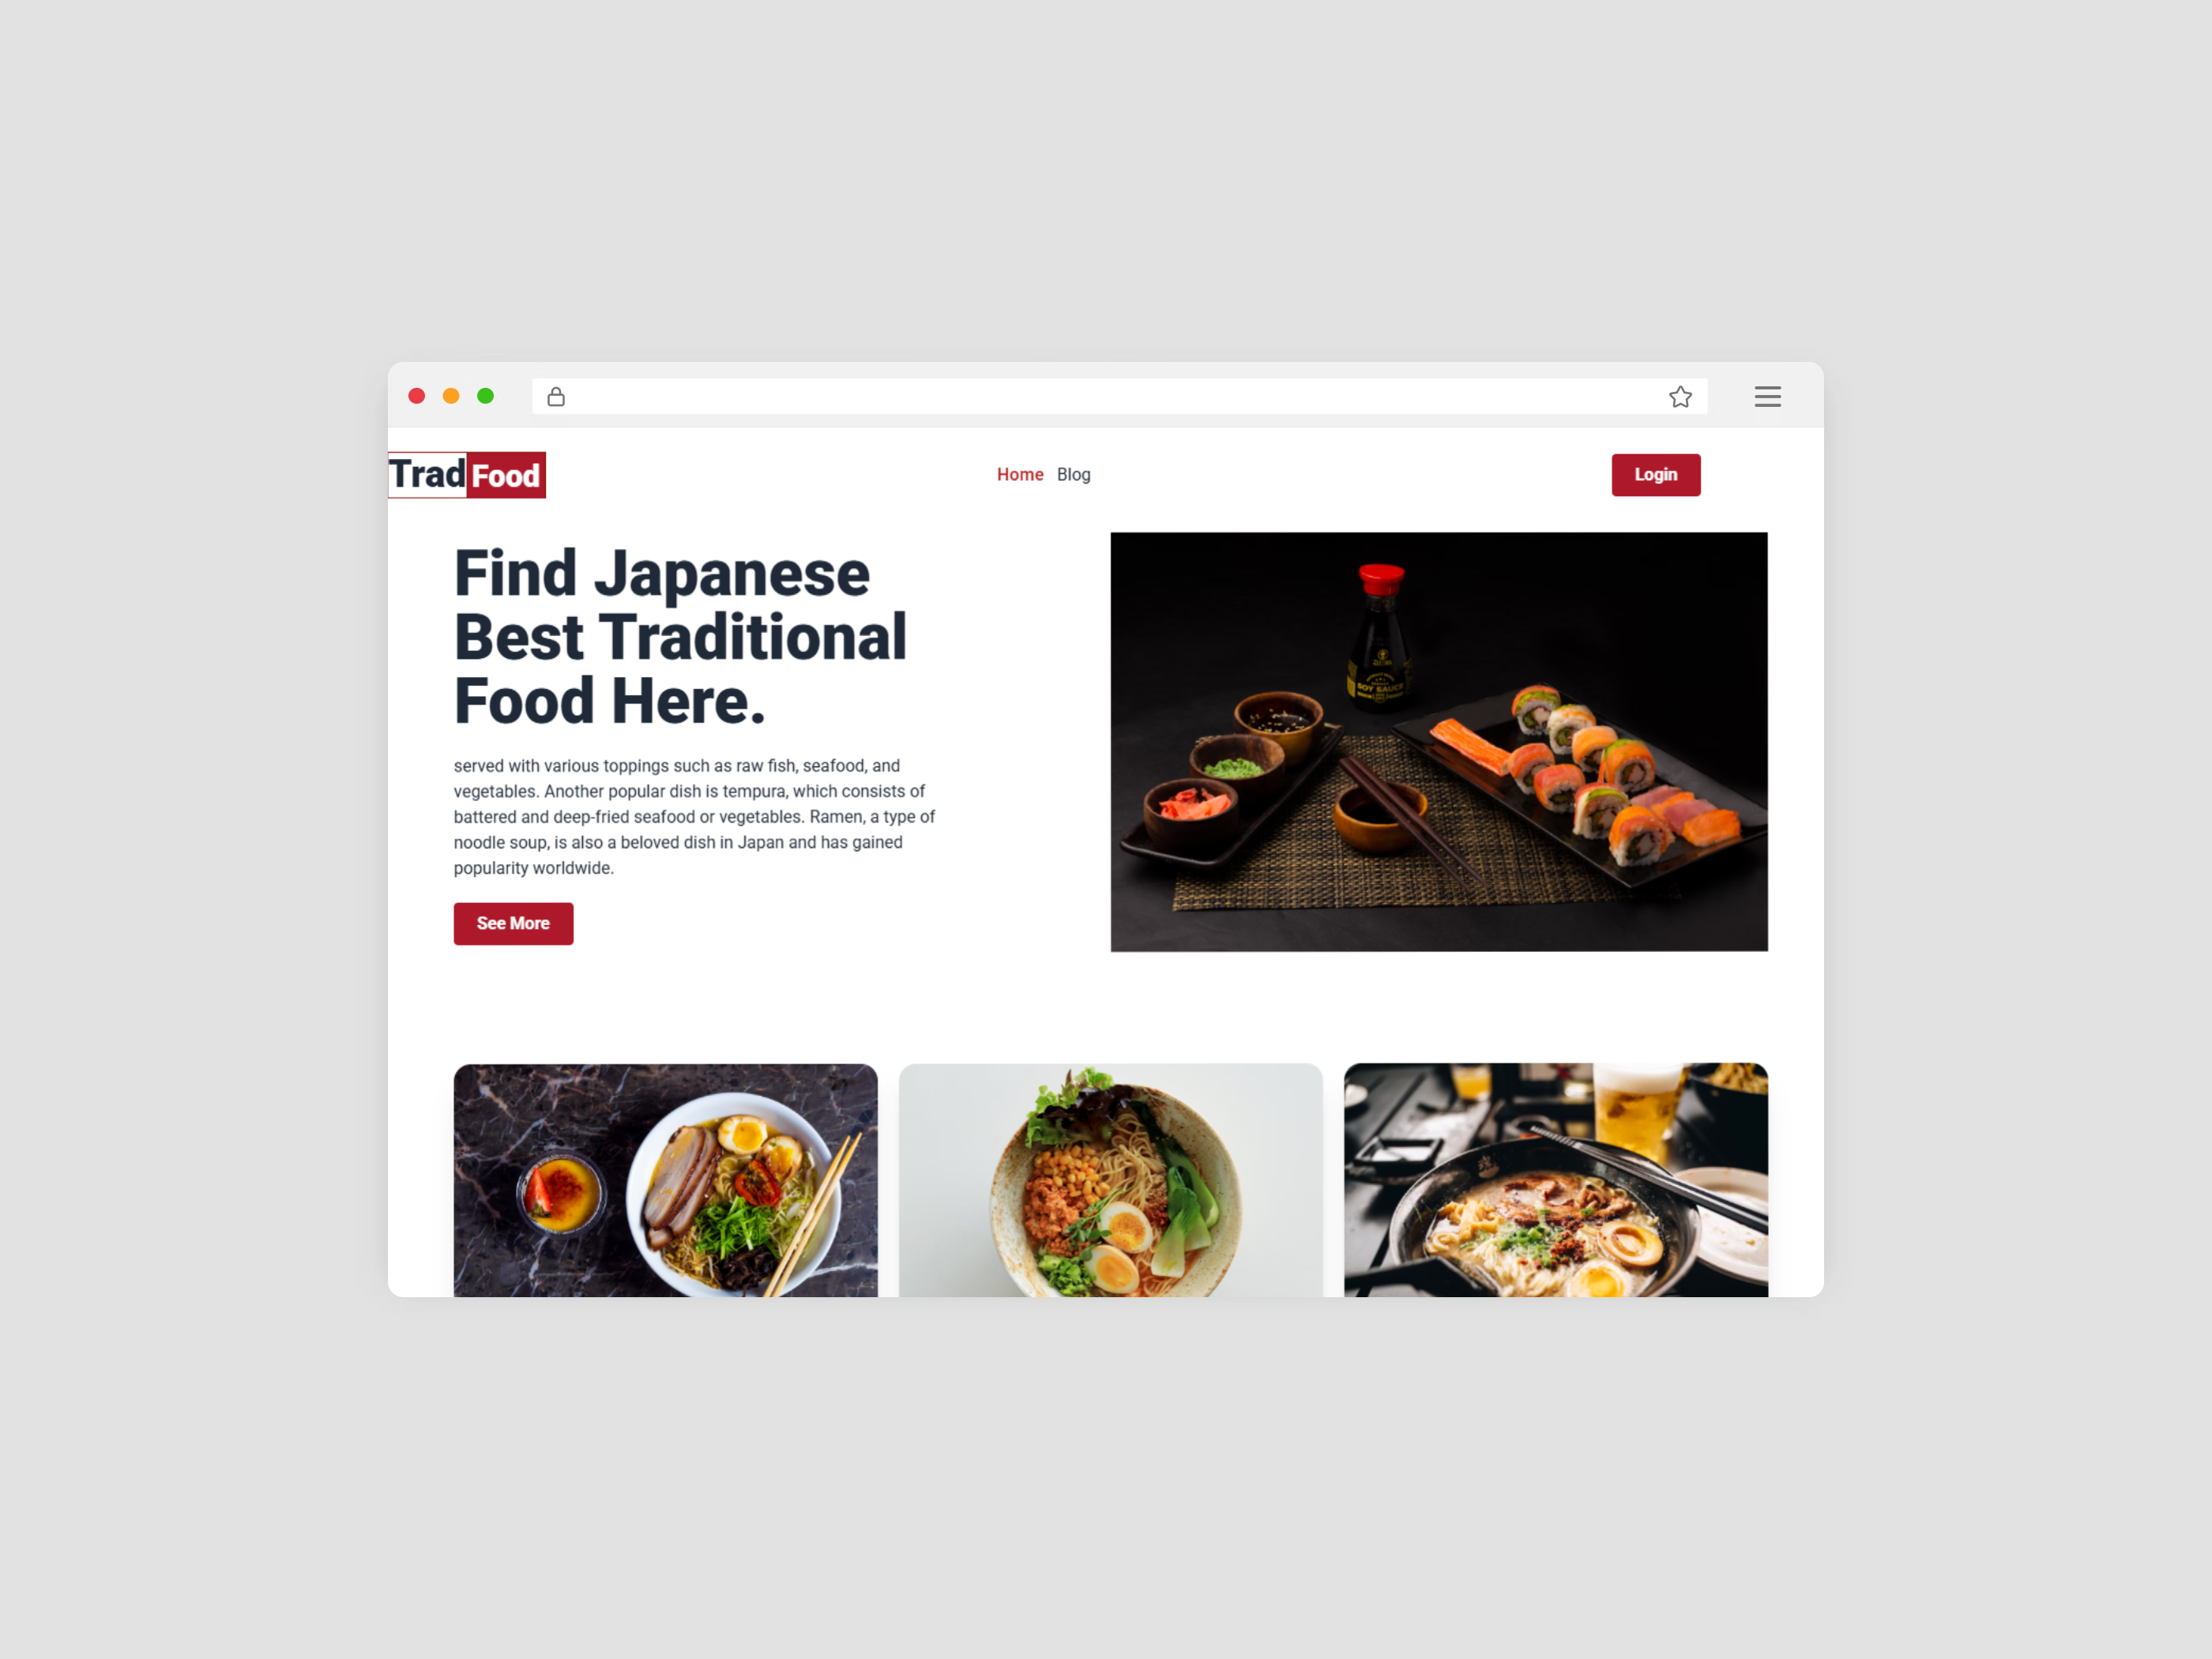 Trad Food
Home Blog
Login
Find Japanese
Best Traditional
Food Here.
served with various toppings such as raw fish, seafood, and
vegetables. Another popular dish is tempura, which consists of
battered and deep-fried seafood or vegetables. Ramen, a type of
noodle soup, is also a beloved dish in Japan and has gained
popularity worldwide.
See More
SOY SAUCE